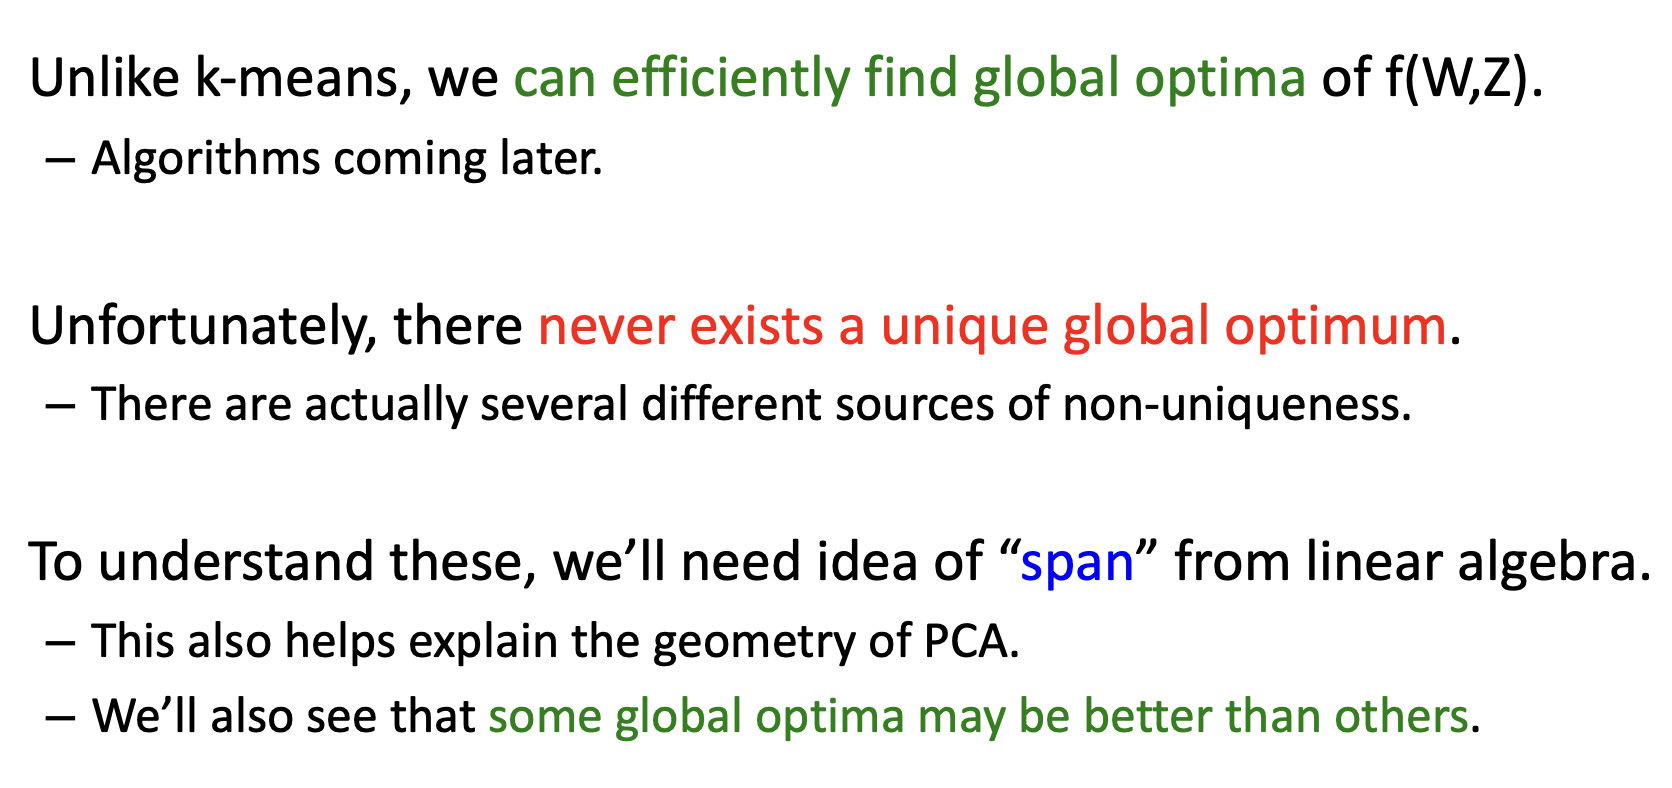 Unlike k-means, we can efficiently find global optima of f(W,Z).
– Algorithms coming later.
Unfortunately, there never exists a unique global optimum.
– There are actually several different sources of non-uniqueness.
To understand these, we’ll need idea of “span” from linear algebra.
– This also helps explain the geometry of PCA.
– We’ll also see that some global optima may be better than others.